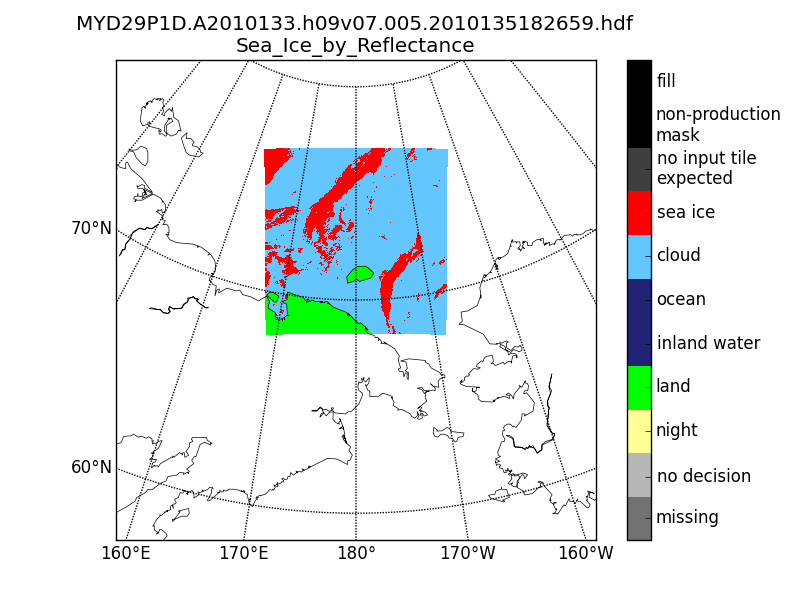 MYD29P1D.A2010133.h09v07.005.2010135182659.hdf
Sea_Ice_by_Reflectance
fill
non-production
mask
no input tile
expected
sea ice
cloud
ocean
inland water
land
night
no decision
missing
70°N
60°N
160°E
170°E
180°
170°W
160°W